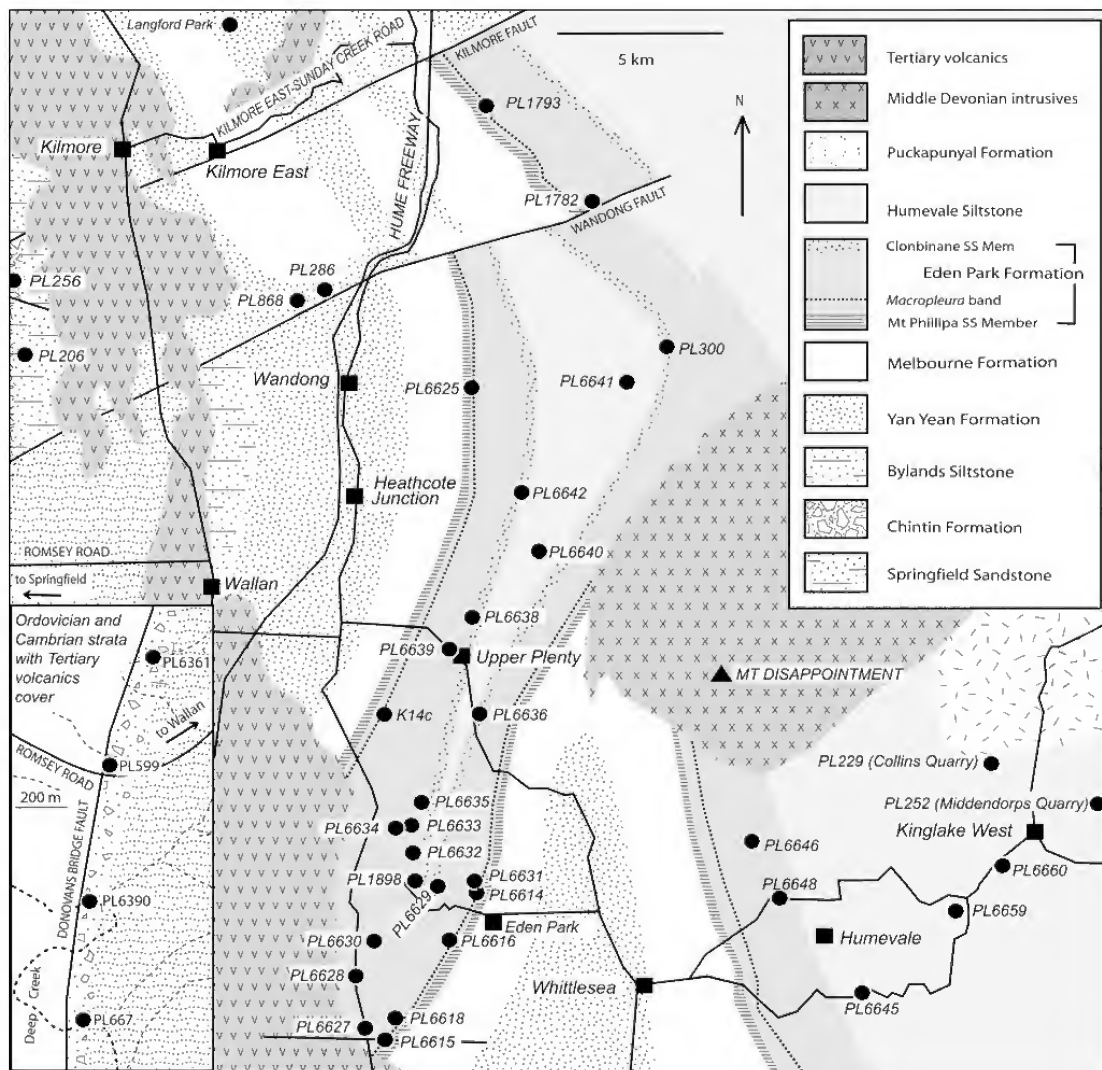 Langford Park
KILMORE EAST-SUNDAY CREEK ROAD
KILMORE FAULT
5 km
N
PL1793
Kilmore
Kilmore East
HUME FREEWAY
PL1782
WANDONG FAULT
PL256
PL286
PL868
PL206
PL300
Wandong
PL6625
PL6641
Heathcote
Junction
PL6642
PL6640
ROMSEY ROAD
to Springfield
Wallan
PL6638
PL6639
Upper Plenty
MT DISAPPOINTMENT
K14c
PL6636
PL229 (Collins Quarry)
PL252 (Middendorps Quarry)
Kinglake West
PL6635
PL6634
PL6633
PL6632
PL6646
PL1898
PL6631
PL6629
PL6614
PL6660
PL6648
PL6659
Eden Park
PL6630
PL6616
Humevale
PL6628
Whittlesea
PL6645
PL6618
PL6627
PL6615
Tertiary volcanics
Middle Devonian intrusives
Puckapunyal Formation
Humevale Siltstone
Clonbinane SS Mem
Eden Park Formation
Macropleura band
Mt Phillipa SS Member
Melbourne Formation
Yan Yean Formation
Bylands Siltstone
Chintin Formation
Springfield Sandstone
Ordovician and
Cambrian strata
with Tertiary
volcanics
cover
PL6361
to Wallan
ROMSEY ROAD
PL599
200 m
DONOVANS BRIDGE FAULT
PL6390
Deep Creek
PL667